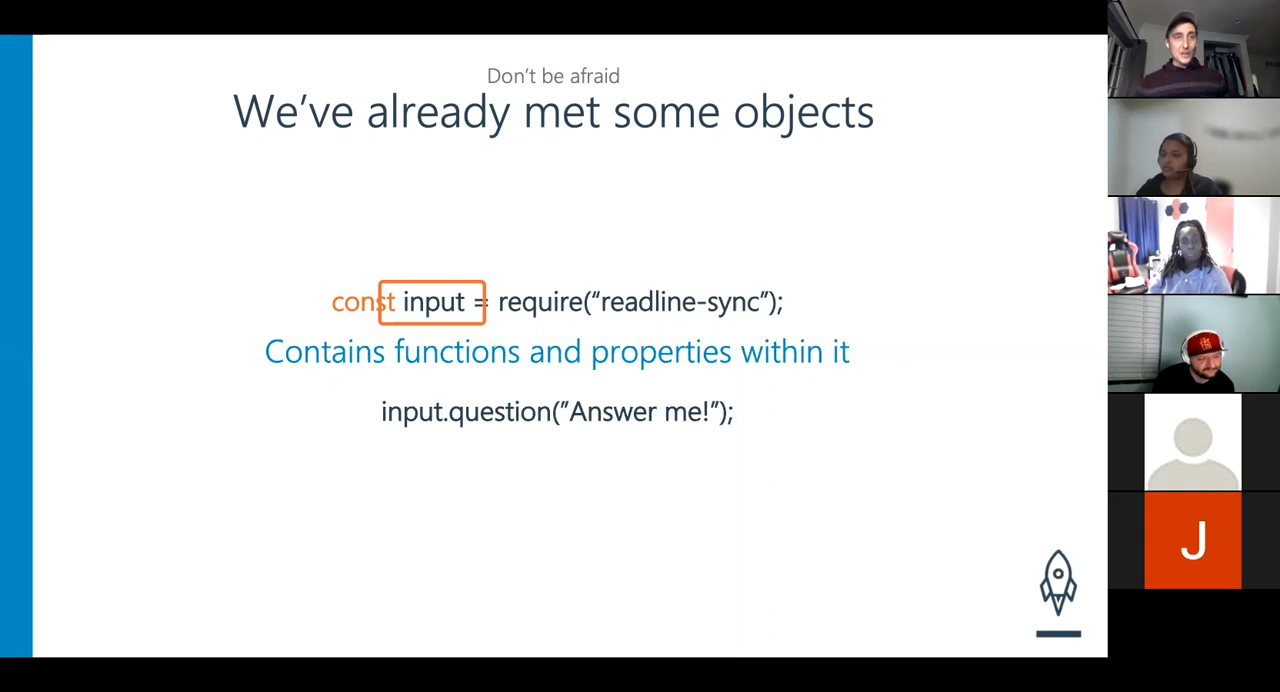 Don't be afraid
We've already met some objects
const input = require(“readline-sync”);
Contains functions and properties within it
input.question(”Answer me!”);
J